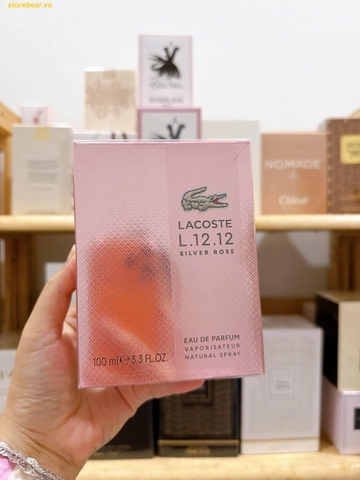 storebear.vn
NOMADE
Chloé
LACOSTE
L.12.12
SILVER ROSE
EAU DE PARFUM
VAPORISATEUR
NATURAL SPRAY
100 ml ℮ 3.3 FL.OZ.